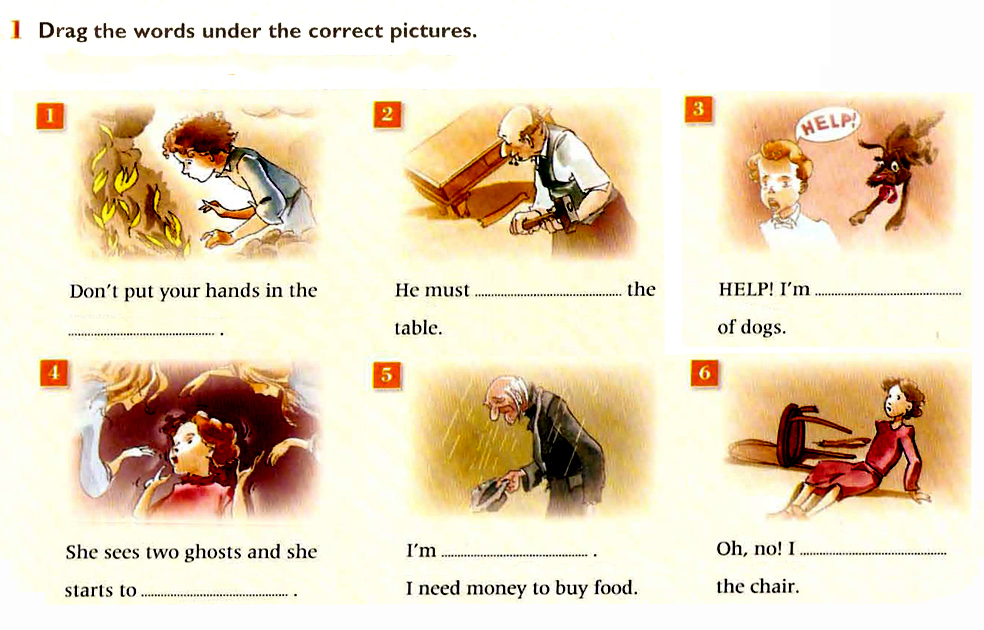 1 Drag the words under the correct pictures.
1
2
3
HELP!
Don't put your hands in the
.................... .
He must .................... the
table.
HELP! I'm ....................
of dogs.
4
5
6
She sees two ghosts and she
starts to .................... .
I'm .................... .
I need money to buy food.
Oh, no! I ....................
the chair.